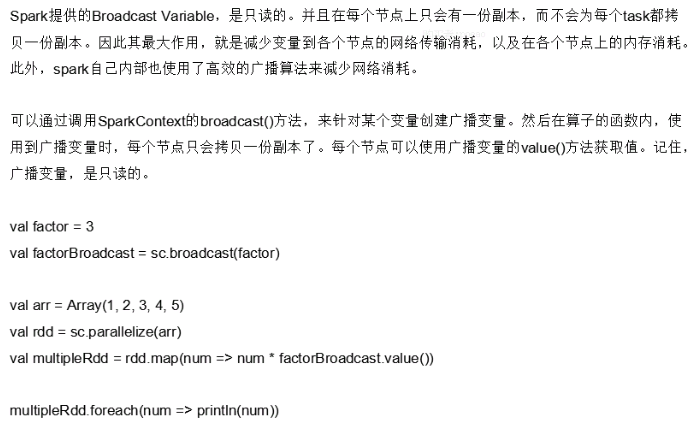 Spark提供的Broadcast Variable，是只读的。并且在每个节点上只会有一份副本，而不会为每个task都拷
贝一份副本。因此其最大作用，就是减少变量到各个节点的网络传输消耗，以及在各个节点上的内存消耗。
此外，spark自己内部也使用了高效的广播算法来减少网络消耗。
可以通过调用SparkContext的broadcast()方法，来针对某个变量创建广播变量。然后在算子的函数内，使
用到广播变量时，每个节点只会拷贝一份副本了。每个节点可以使用广播变量的value()方法获取值。记住，
广播变量，是只读的。
val factor = 3
val factorBroadcast = sc.broadcast(factor)
val arr = Array(1, 2, 3, 4, 5)
val rdd = sc.parallelize(arr)
val multipleRdd = rdd.map(num => num * factorBroadcast.value())
multipleRdd.foreach(num => println(num))